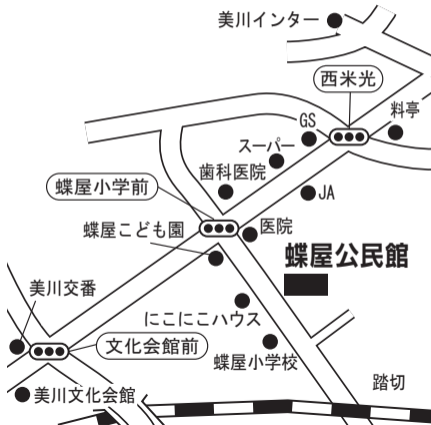 美川インター
西米光
料亭
GS
スーパー
歯科医院
JA
蝶屋小学前
医院
蝶屋こども園
蝶屋公民館
美川交番
にこにこハウス
文化会館前
蝶屋小学校
踏切
美川文化会館